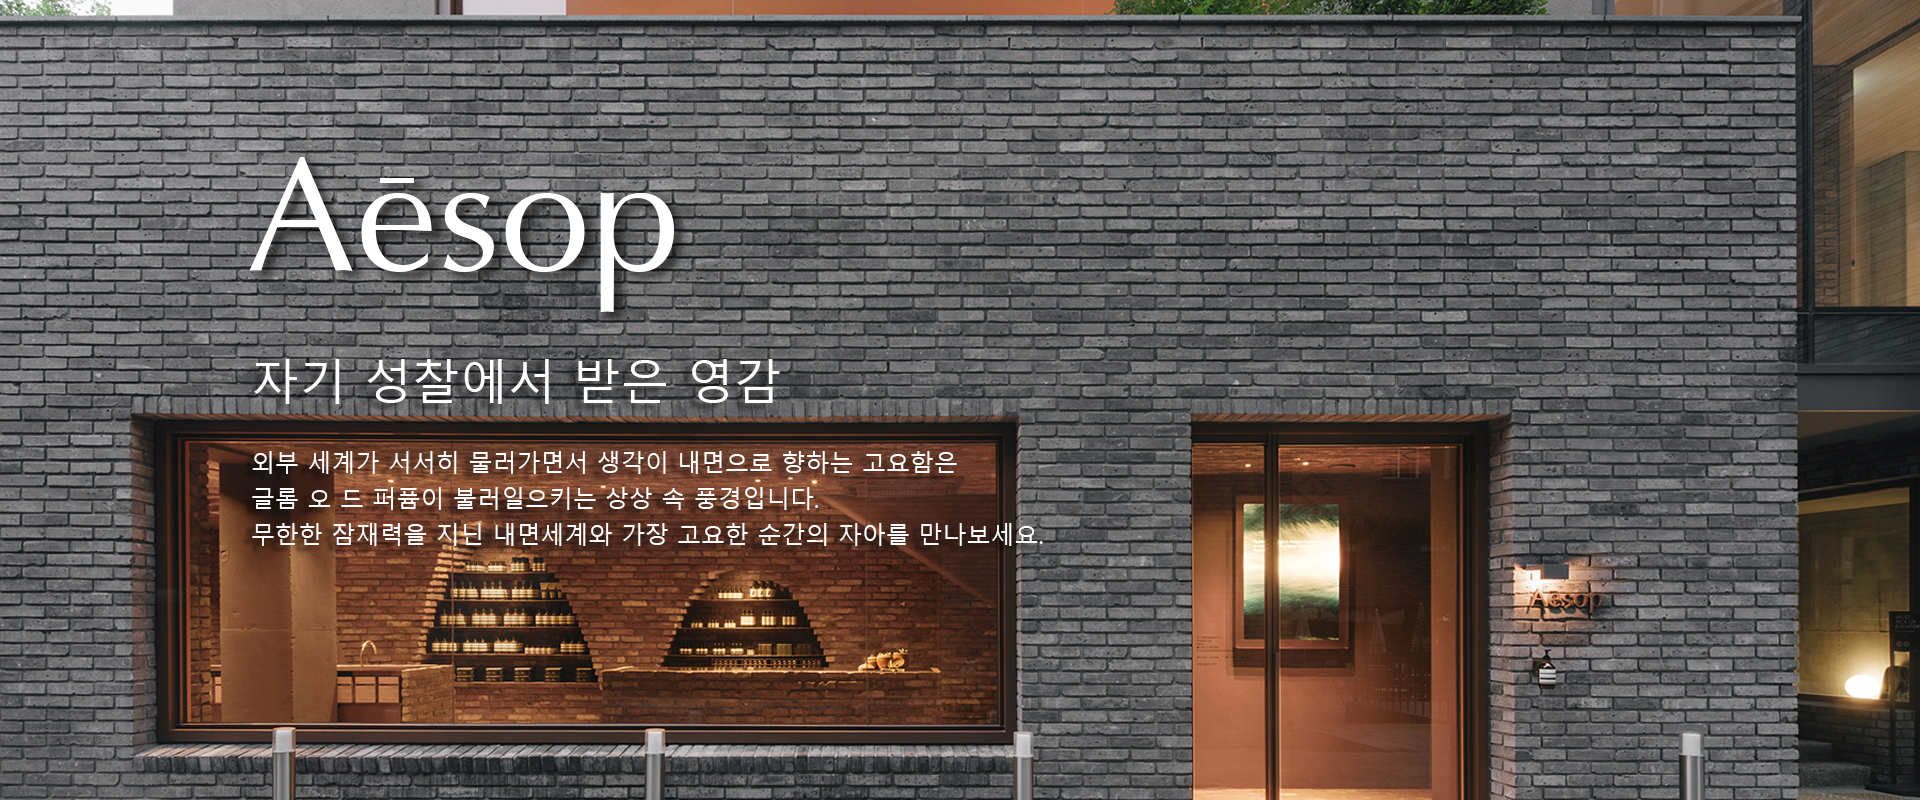 Aēsop
자기 성찰에서 받은 영감
외부 세계가 서서히 물러가면서 생각이 내면으로 향하는 고요함은
글롬 오 드 퍼퓸이 불러일으키는 상상 속 풍경입니다.
무한한 잠재력을 지닌 내면세계와 가장 고요한 순간의 자아를 만나보세요.
Aesop